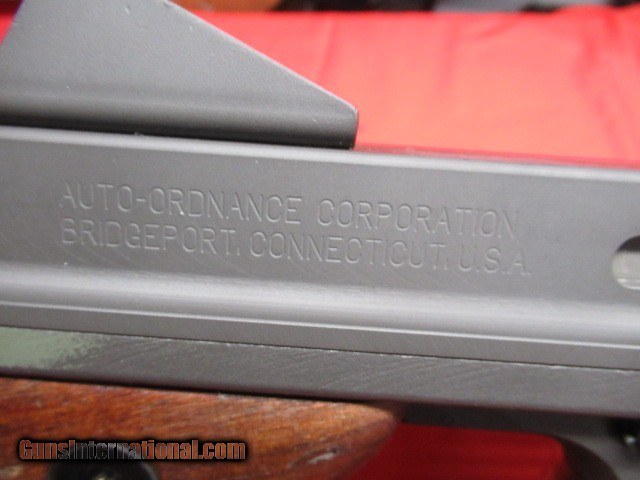 AUTO-ORDNANCE CORPORATION
BRIDGEPORT, CONNECTICUT, U.S.A.
GunsInternational.com